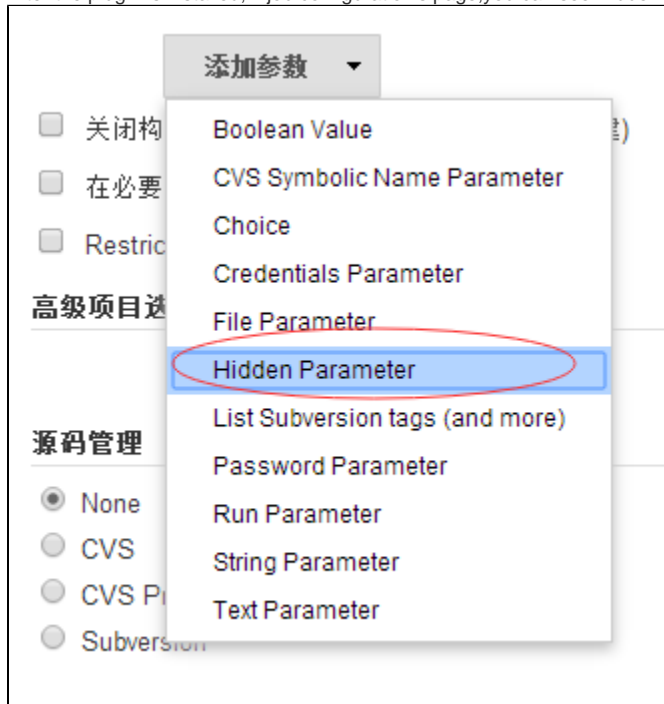 添加参数
关闭构
建)
Boolean Value
在必要
CVS Symbolic Name Parameter
Choice
Restric
Credentials Parameter
高级项目选
File Parameter
Hidden Parameter
List Subversion tags (and more)
源码管理
Password Parameter
None
Run Parameter
CVS
String Parameter
CVS Pr
Text Parameter
Subversion